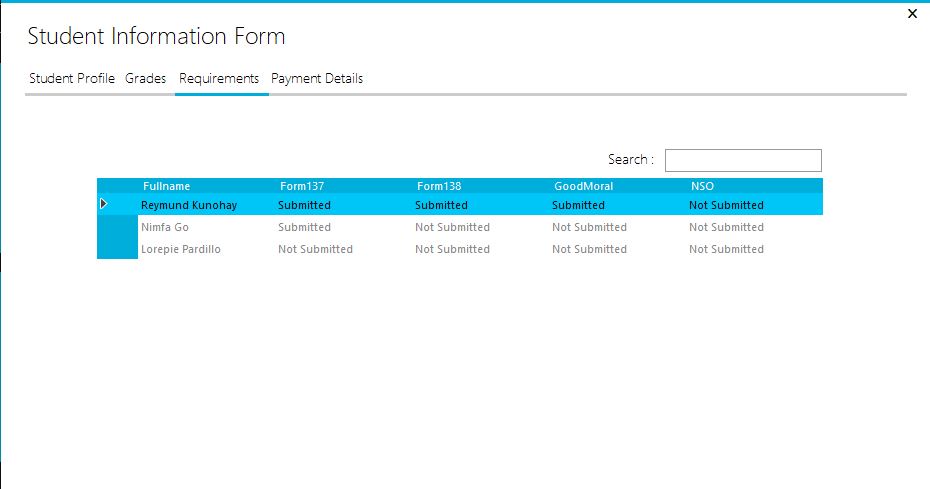 Student Information Form
Student Profile Grades Requirements Payment Details
Search :
Fullname Form137 Form138 GoodMoral NSO
Reymund Kunohay Submitted Submitted Submitted Not Submitted
Nimfa Go Submitted Not Submitted Not Submitted Not Submitted
Lorepie Pardillo Not Submitted Not Submitted Not Submitted Not Submitted